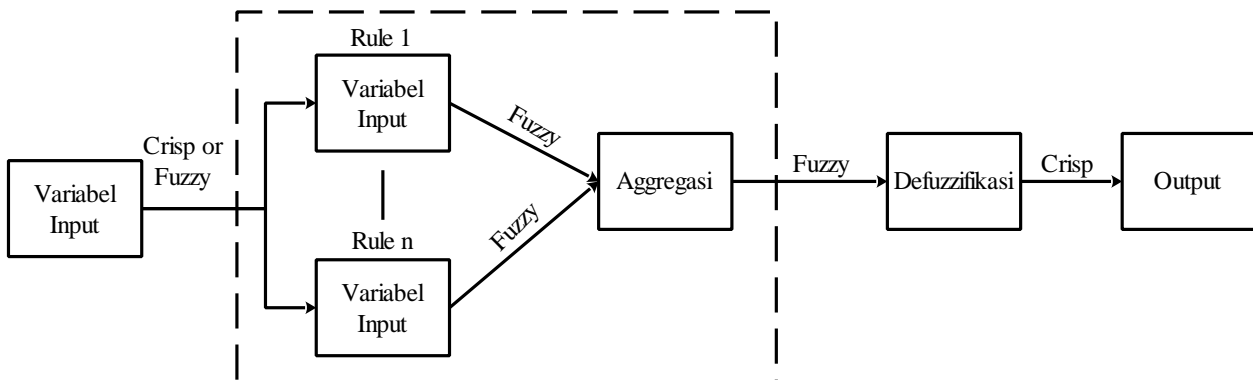 Variabel
Input
Crisp or
Fuzzy
Rule 1
Variabel
Input
Rule n
Variabel
Input
Fuzzy
Fuzzy
Aggregasi
Fuzzy
Defuzzifikasi
Crisp
Output